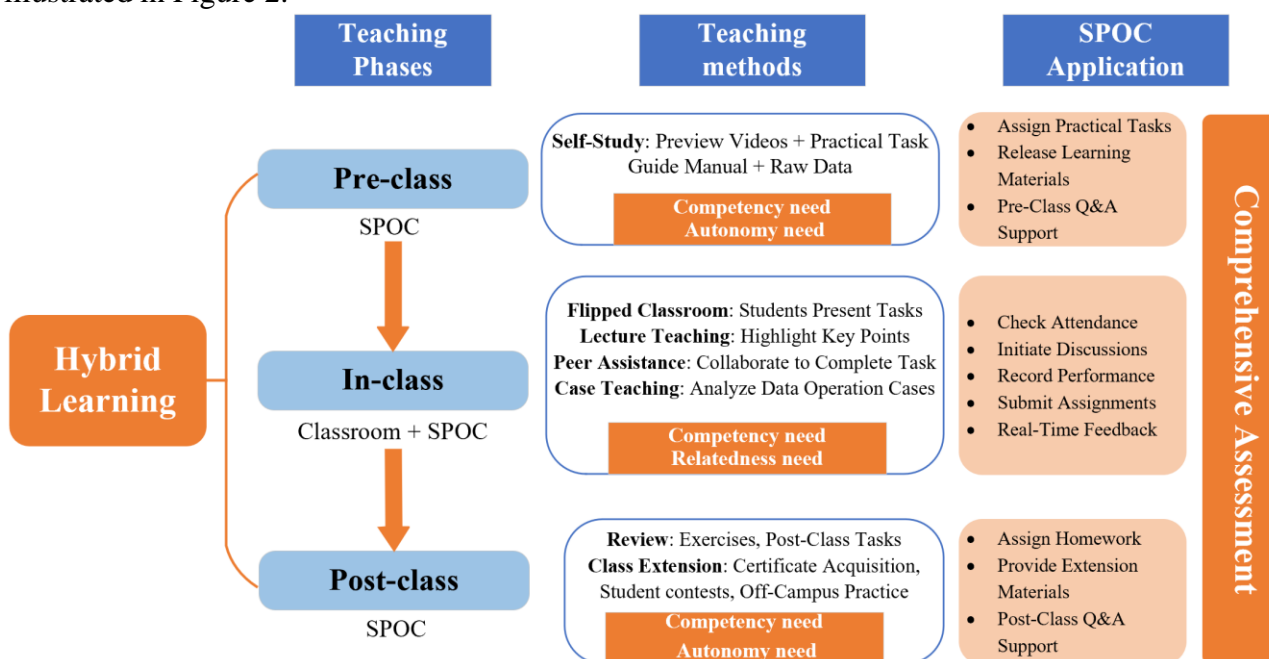 illustrated in Figure 2.
Teaching
Phases
Teaching
methods
SPOC
Application
Hybrid
Learning
Pre-class
SPOC
Self-Study: Preview Videos + Practical Task
Guide Manual + Raw Data
Competency need
Autonomy need
• Assign Practical Tasks
• Release Learning
Materials
• Pre-Class Q&A
Support
In-class
Classroom + SPOC
Flipped Classroom: Students Present Tasks
Lecture Teaching: Highlight Key Points
Peer Assistance: Collaborate to Complete Task
Case Teaching: Analyze Data Operation Cases
Competency need
Relatedness need
• Check Attendance
• Initiate Discussions
• Record Performance
• Submit Assignments
• Real-Time Feedback
Post-class
SPOC
Review: Exercises, Post-Class Tasks
Class Extension: Certificate Acquisition,
Student contests, Off-Campus Practice
Competency need
Autonomy need
• Assign Homework
• Provide Extension
Materials
• Post-Class Q&A
Support
Comprehensive Assessment